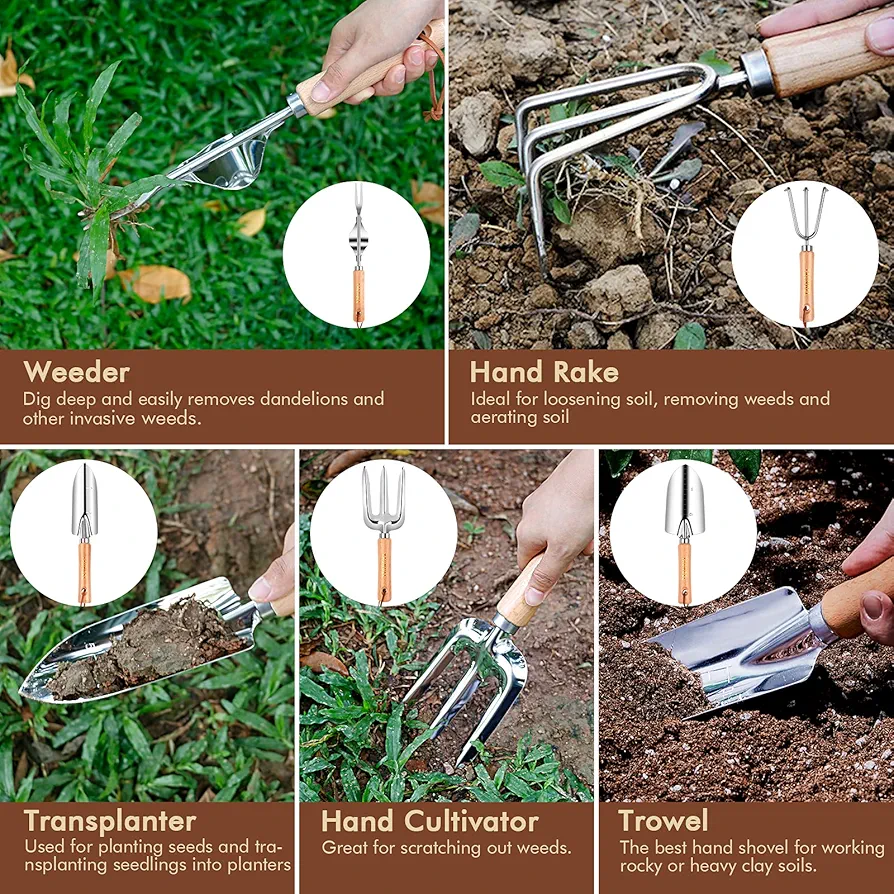 Weeder
Dig deep and easily removes dandelions and
other invasive weeds.
Hand Rake
Ideal for loosening soil, removing weeds and
aerating soil
Transplanter
Used for planting seeds and tra-
nsplanting seedlings into planters
Hand Cultivator
Great for scratching out weeds.
Trowel
The best hand shovel for working
rocky or heavy clay soils.